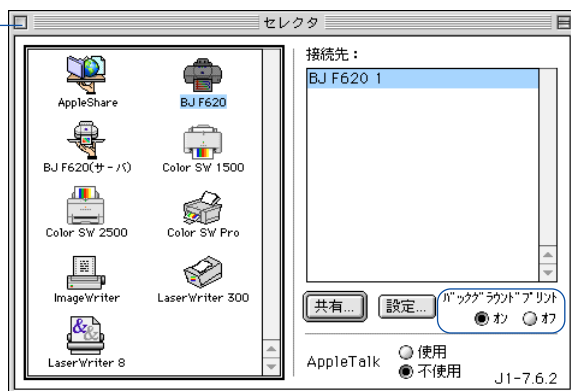 セレクタ
AppleShare
BJ F620
BJ F620(サーバ)
Color SW 1500
Color SW 2500
Color SW Pro
ImageWriter
LaserWriter 300
LaserWriter 8
接続先：
BJ F620 1
共有...
設定...
バックグラウンドプリント
オン
オフ
AppleTalk
使用
不使用
J1-7.6.2